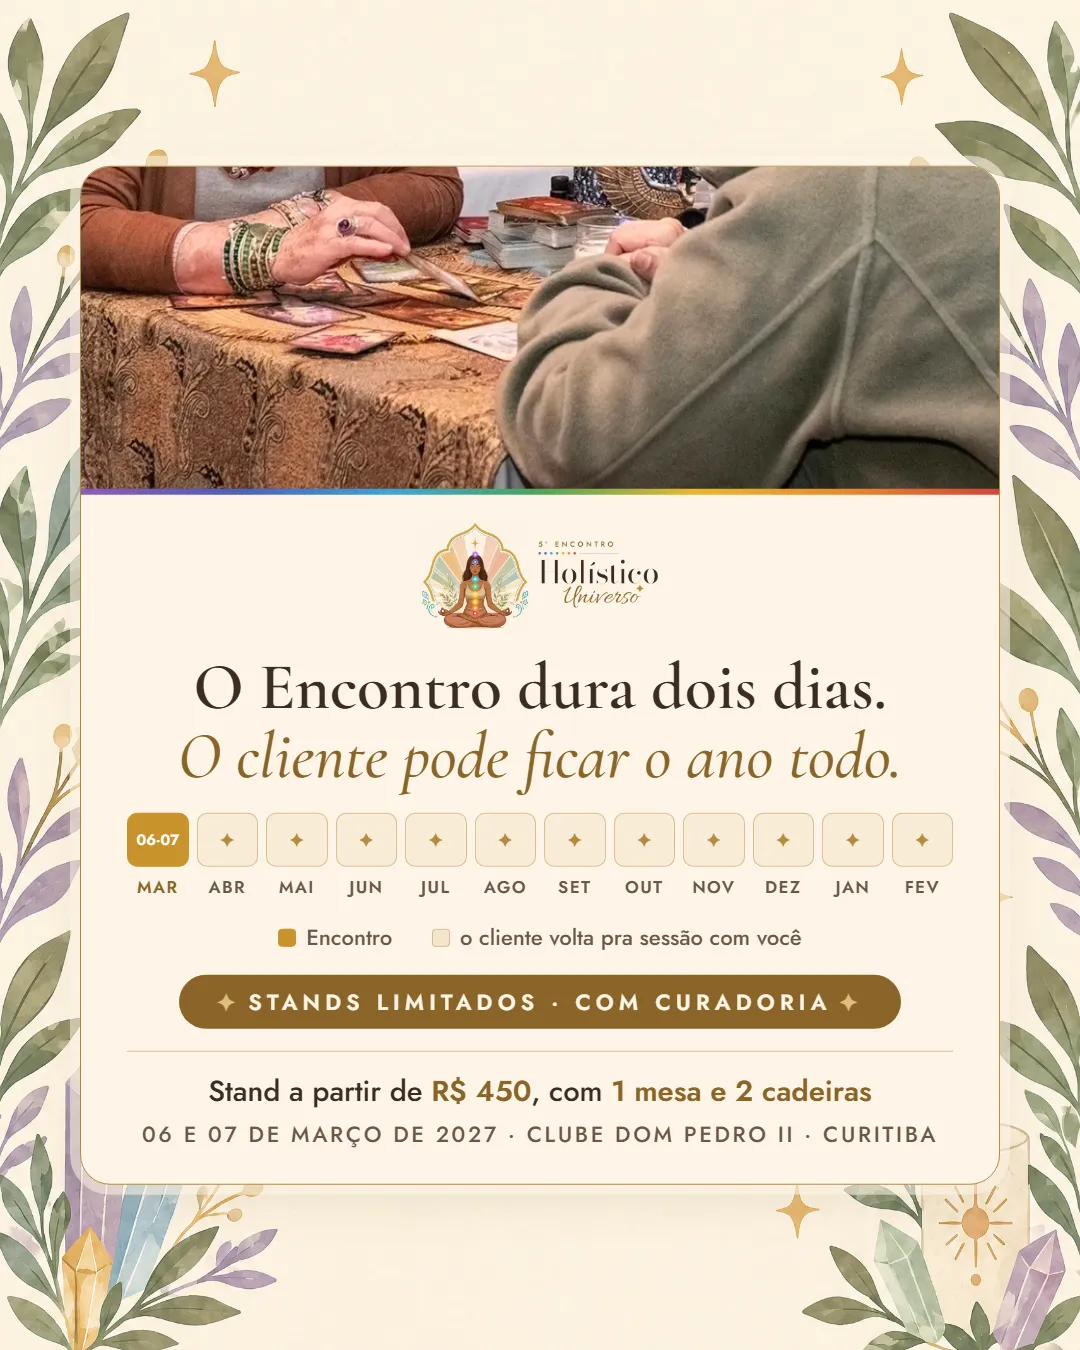 5º ENCONTRO
Holístico
Universo
O Encontro dura dois dias.
O cliente pode ficar o ano todo.
06-07
MAR ABR MAI JUN JUL AGO SET OUT NOV DEZ JAN FEV
Encontro o cliente volta pra sessão com você
STANDS LIMITADOS · COM CURADORIA
Stand a partir de R$ 450, com 1 mesa e 2 cadeiras
06 E 07 DE MARÇO DE 2027 · CLUBE DOM PEDRO II · CURITIBA